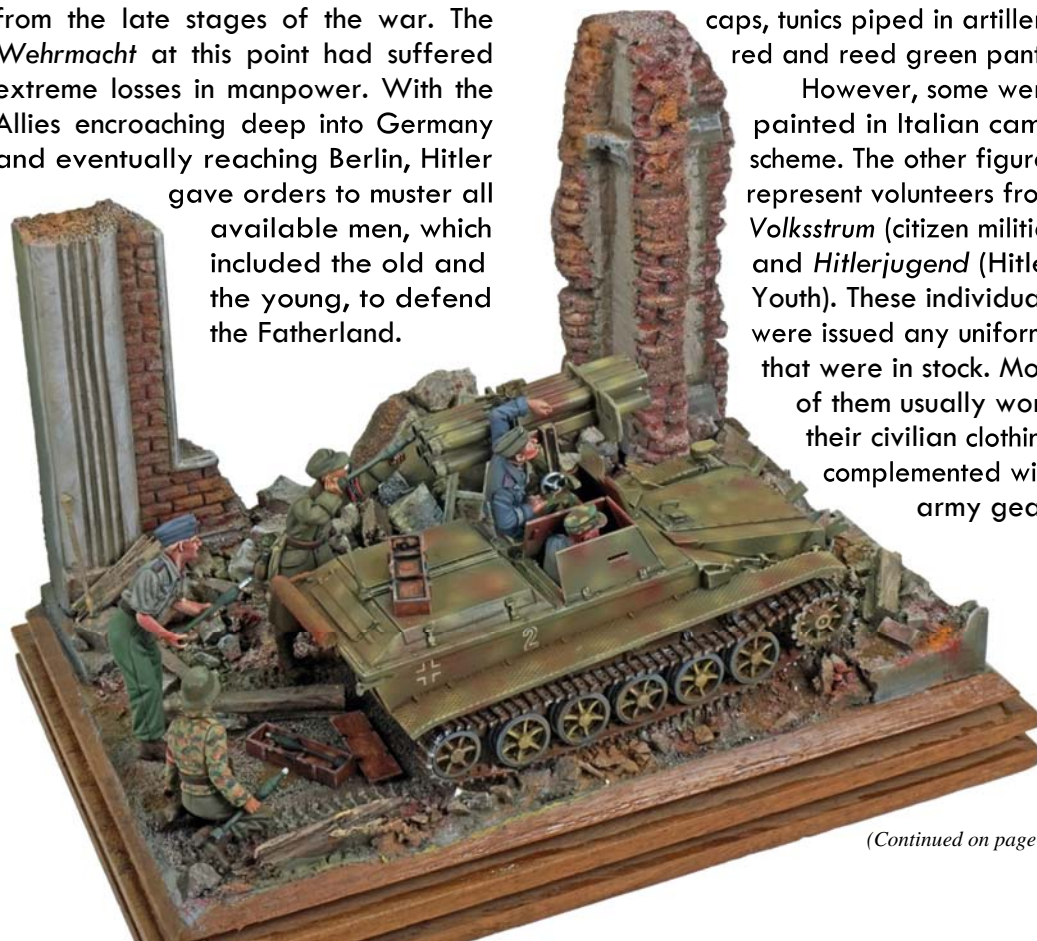 from the late stages of the war. The
Wehrmacht at this point had suffered
extreme losses in manpower. With the
Allies encroaching deep into Germany
and eventually reaching Berlin, Hitler
gave orders to muster all
available men, which
included the old and
the young, to defend
the Fatherland.
caps, tunics piped in artiller
red and reed green pant
However, some wer
painted in Italian cam
scheme. The other figure
represent volunteers fro
Volksstrum (citizen militi
and Hitlerjugend (Hitle
Youth). These individua
were issued any uniform
that were in stock. Mo
of them usually wor
their civilian clothin
complemented wi
army gea
2
(Continued on page